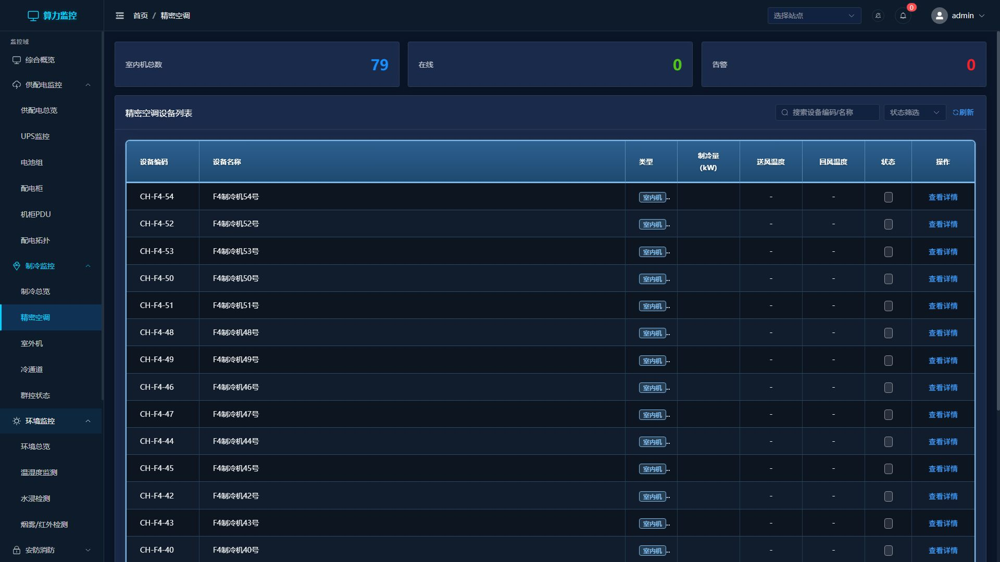 算力监控
首页 / 精密空调
选择站点
0
admin
监控域
综合概览
供配电监控
供配电总览
UPS监控
电池组
配电柜
机柜PDU
配电拓扑
制冷监控
制冷总览
精密空调
室外机
冷通道
群控状态
环境监控
环境总览
温湿度监测
水浸检测
烟雾/红外检测
安防消防
室内机总数 79
在线 0
告警 0
精密空调设备列表
搜索设备编码/名称
状态筛选
刷新
设备编码 设备名称 类型 制冷量 (kW) 送风温度 回风温度 状态 操作
CH-F4-54 F4制冷机54号 室内机.. - - 查看详情
CH-F4-52 F4制冷机52号 室内机.. - - 查看详情
CH-F4-53 F4制冷机53号 室内机.. - - 查看详情
CH-F4-50 F4制冷机50号 室内机.. - - 查看详情
CH-F4-51 F4制冷机51号 室内机.. - - 查看详情
CH-F4-48 F4制冷机48号 室内机.. - - 查看详情
CH-F4-49 F4制冷机49号 室内机.. - - 查看详情
CH-F4-46 F4制冷机46号 室内机.. - - 查看详情
CH-F4-47 F4制冷机47号 室内机.. - - 查看详情
CH-F4-44 F4制冷机44号 室内机.. - - 查看详情
CH-F4-45 F4制冷机45号 室内机.. - - 查看详情
CH-F4-42 F4制冷机42号 室内机.. - - 查看详情
CH-F4-43 F4制冷机43号 室内机.. - - 查看详情
CH-F4-40 F4制冷机40号 室内机.. - - 查看详情